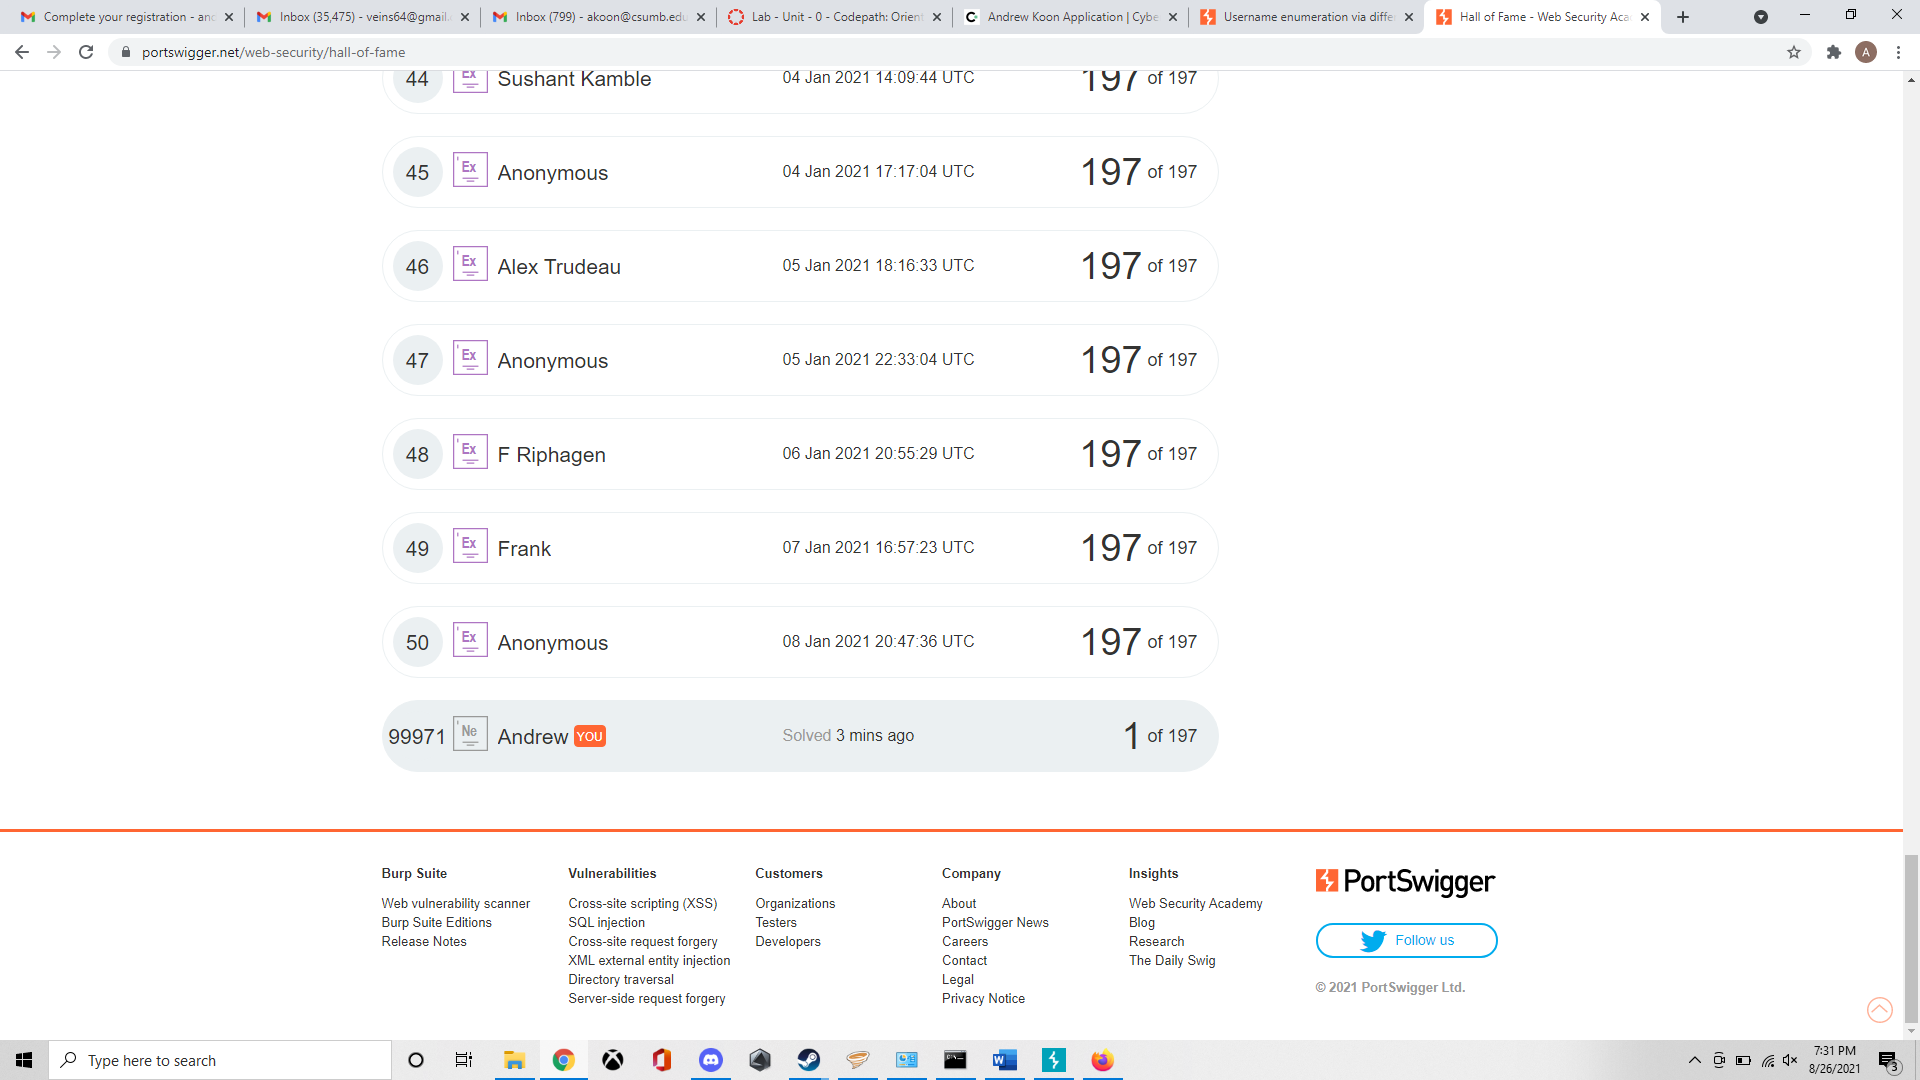 Complete your registration - and
Inbox (35,475) - veins64@gmail.
Inbox (799) - akoon@csumb.edu
Lab - Unit - 0 - Codepath: Orient
Andrew Koon Application | Cybe
Username enumeration via diffe
Hall of Fame - Web Security Aca
portswigger.net/web-security/hall-of-fame
A
44 Ex Sushant Kamble 04 Jan 2021 14:09:44 UTC 197 of 197
45 Ex Anonymous 04 Jan 2021 17:17:04 UTC 197 of 197
46 Ex Alex Trudeau 05 Jan 2021 18:16:33 UTC 197 of 197
47 Ex Anonymous 05 Jan 2021 22:33:04 UTC 197 of 197
48 Ex F Riphagen 06 Jan 2021 20:55:29 UTC 197 of 197
49 Ex Frank 07 Jan 2021 16:57:23 UTC 197 of 197
50 Ex Anonymous 08 Jan 2021 20:47:36 UTC 197 of 197
99971 Ne Andrew YOU Solved 3 mins ago 1 of 197
Burp Suite
Web vulnerability scanner
Burp Suite Editions
Release Notes
Vulnerabilities
Cross-site scripting (XSS)
SQL injection
Cross-site request forgery
XML external entity injection
Directory traversal
Server-side request forgery
Customers
Organizations
Testers
Developers
Company
About
PortSwigger News
Careers
Contact
Legal
Privacy Notice
Insights
Web Security Academy
Blog
Research
The Daily Swig
PortSwigger
Follow us
© 2021 PortSwigger Ltd.
Type here to search
7:31 PM
8/26/2021
3